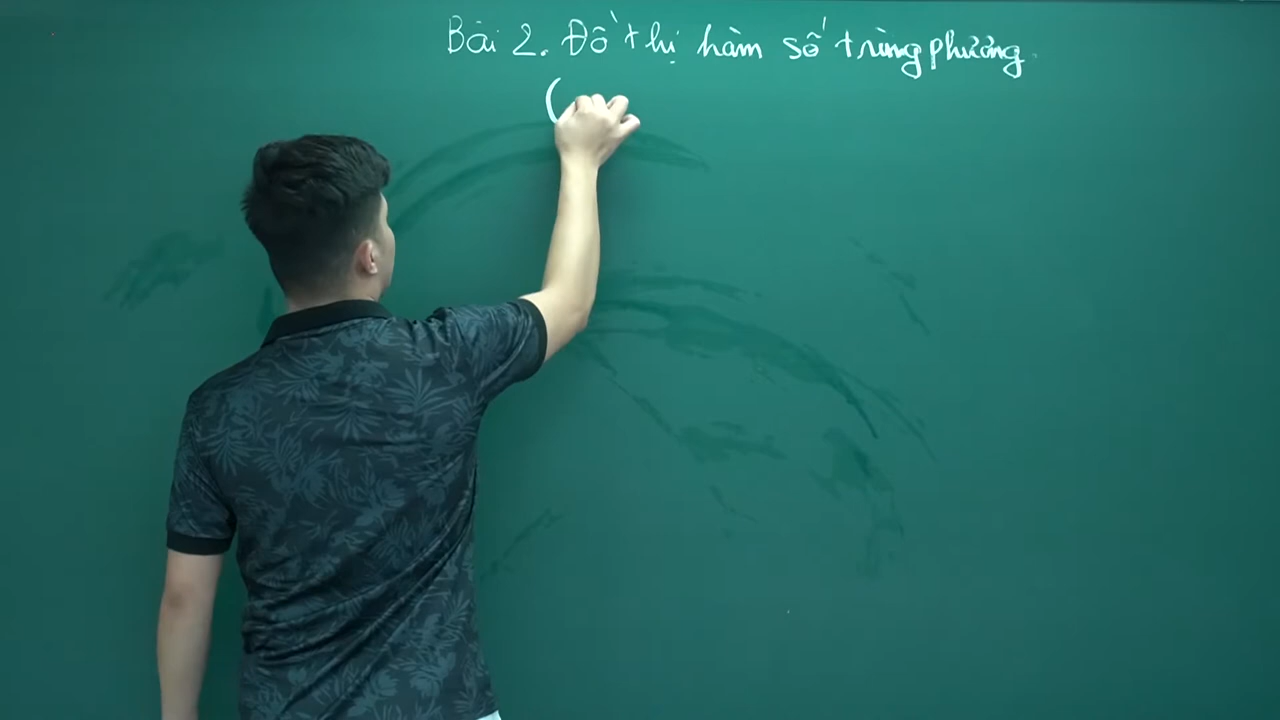 Bài 2. Đồ thị hàm số trùng phương
(